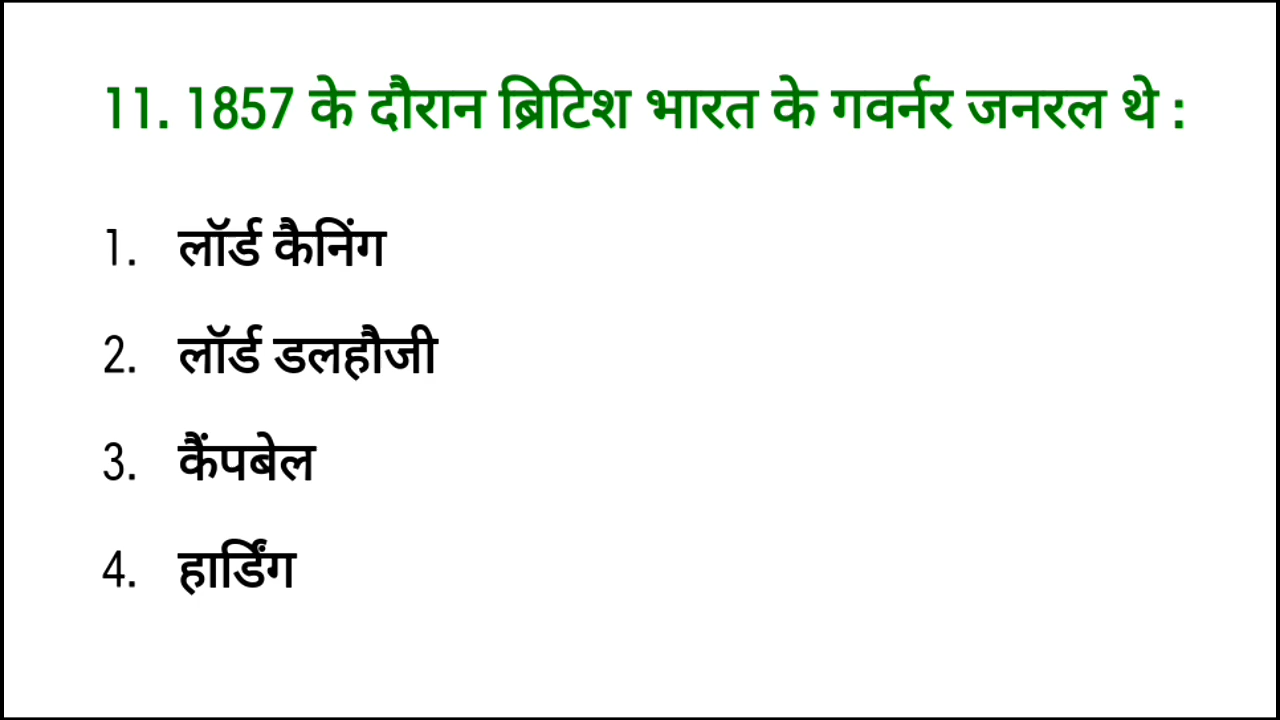 11. 1857 के दौरान ब्रिटिश भारत के गवर्नर जनरल थे :
1. लॉर्ड कैनिंग
2. लॉर्ड डलहौजी
3. कैंपबेल
4. हार्डिंग